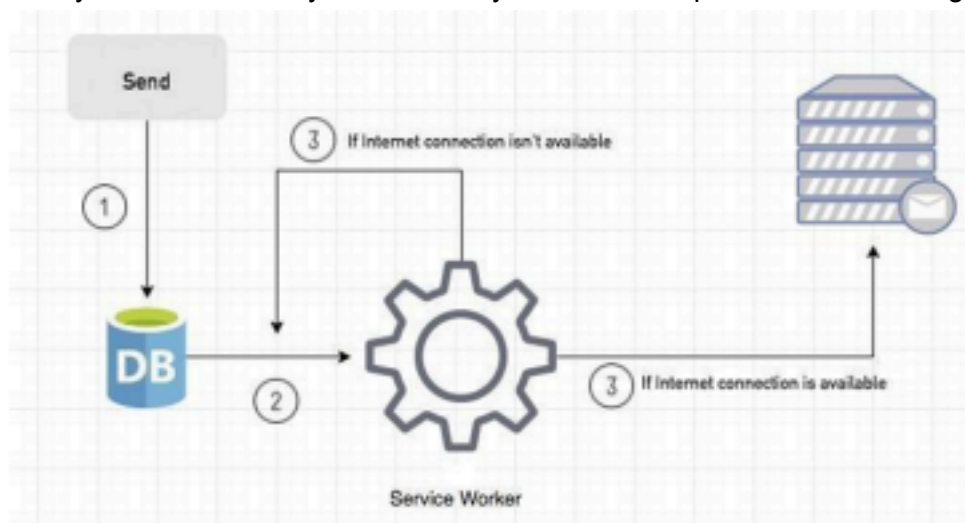 Send
3 If Internet connection isn't available
1
DB
2
3 If Internet connection is available
Service Worker